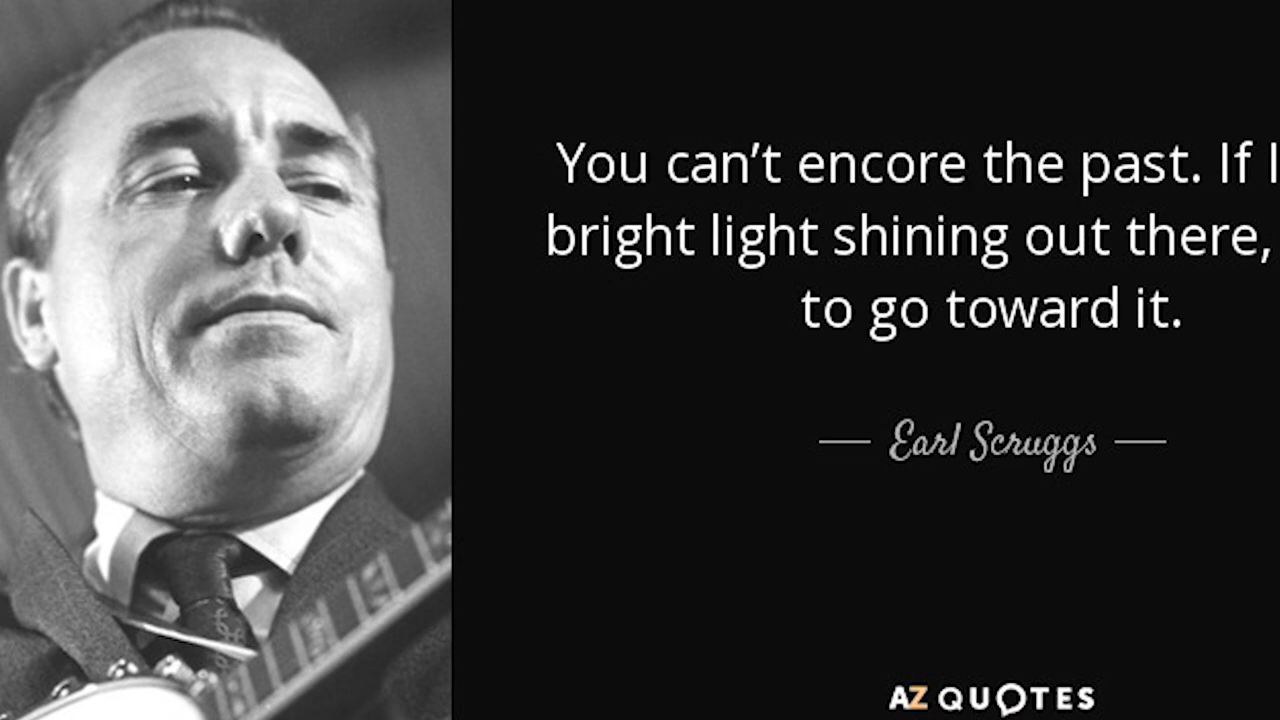 You can’t encore the past. If I
bright light shining out there,
to go toward it.
Earl Scruggs
AZ QUOTES